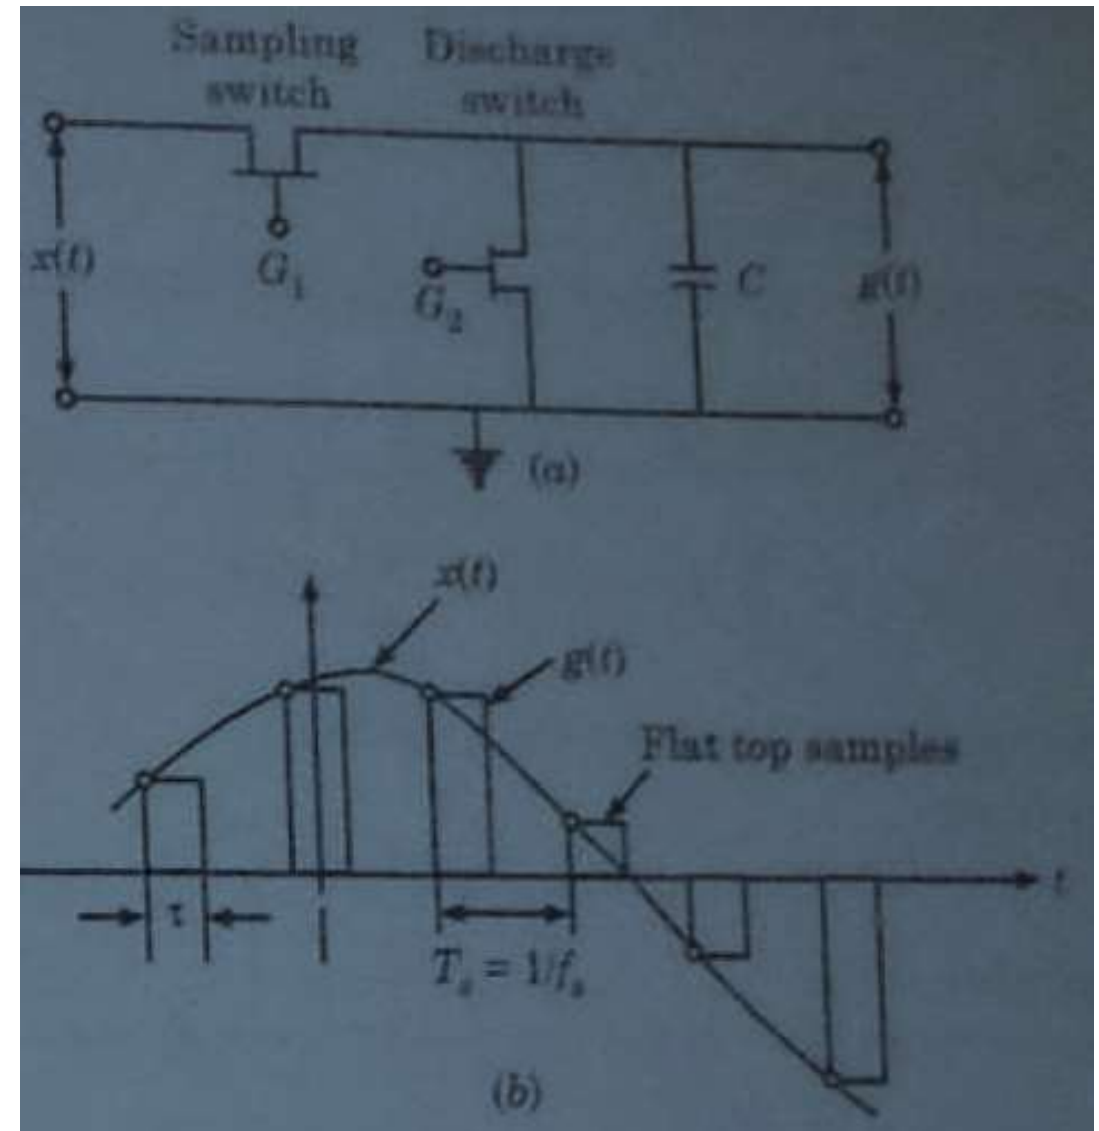 Sampling switch
Discharge switch
x(t)
G₁
G₂
C
g(t)
(a)
x(t)
g(t)
Flat top samples
t
τ
Tₛ = 1/fₛ
(b)